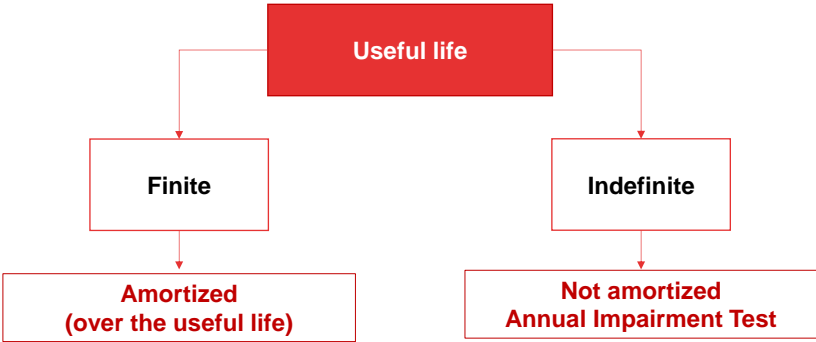 Useful life
Finite
Indefinite
Amortized
(over the useful life)
Not amortized
Annual Impairment Test